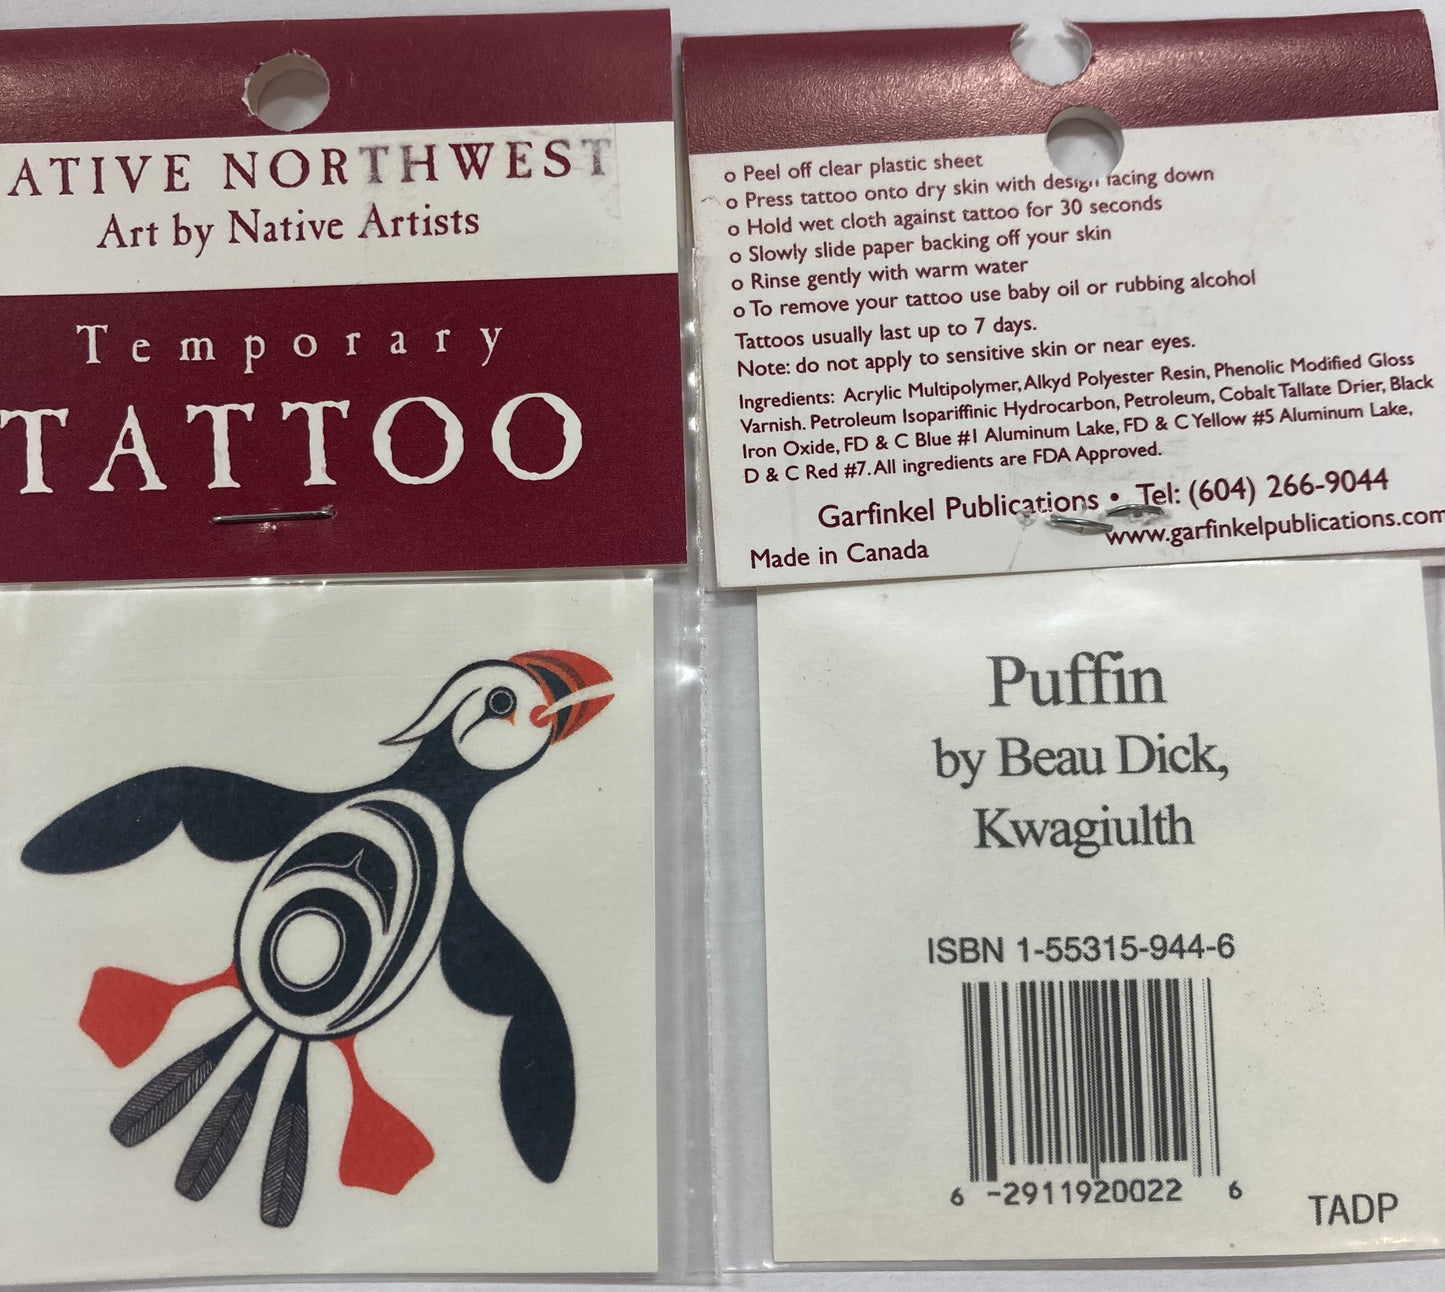 ATIVE NORTHWEST
Art by Native Artists
Temporary
TATTOO
o Peel off clear plastic sheet
o Press tattoo onto dry skin with design facing down
o Hold wet cloth against tattoo for 30 seconds
o Slowly slide paper backing off your skin
o Rinse gently with warm water
o To remove your tattoo use baby oil or rubbing alcohol
Tattoos usually last up to 7 days.
Note: do not apply to sensitive skin or near eyes.
Ingredients: Acrylic Multipolymer, Alkyd Polyester Resin, Phenolic Modified Gloss
Varnish. Petroleum Isopariffinic Hydrocarbon, Petroleum, Cobalt Tallate Drier, Black
Iron Oxide, FD & C Blue #1 Aluminum Lake, FD & C Yellow #5 Aluminum Lake,
D & C Red #7. All ingredients are FDA Approved.
Garfinkel Publications • Tel: (604) 266-9044
www.garfinkelpublications.com
Made in Canada
Puffin
by Beau Dick,
Kwagiulth
ISBN 1-55315-944-6
6 -2911920022 6
TADP